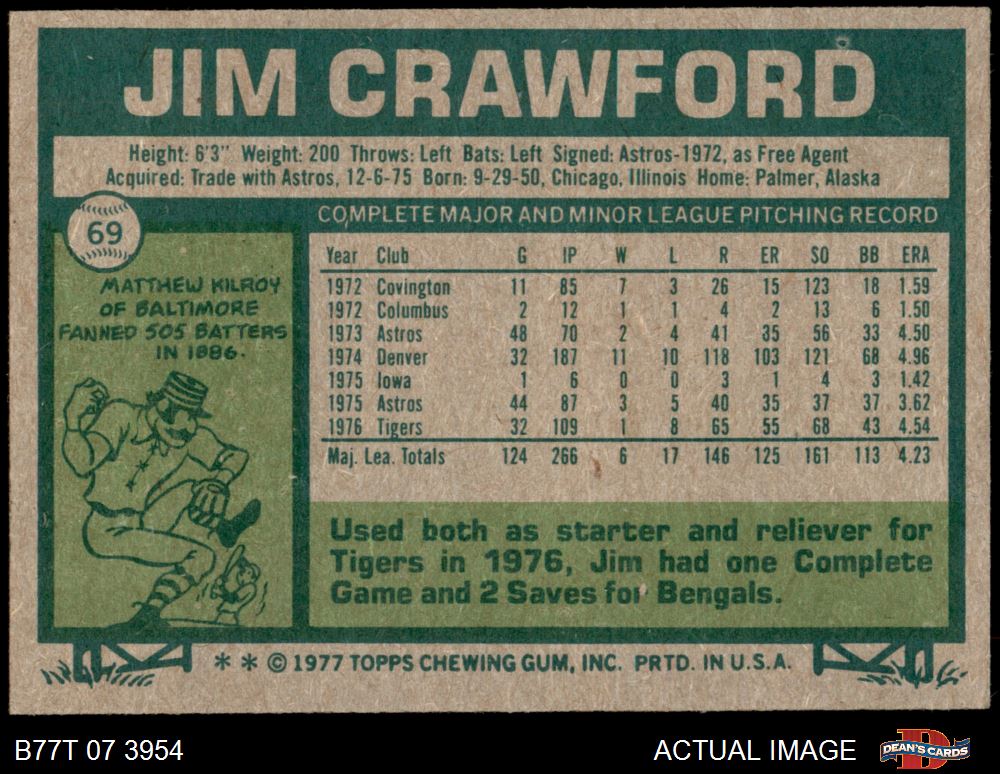 JIM CRAWFORD
Height: 6'3" Weight: 200 Throws: Left Bats: Left Signed: Astros-1972, as Free Agent
Acquired: Trade with Astros, 12-6-75 Born: 9-29-50, Chicago, Illinois Home: Palmer, Alaska
69
MATTHEW KILROY
OF BALTIMORE
FANNED 505 BATTERS
IN 1886.
COMPLETE MAJOR AND MINOR LEAGUE PITCHING RECORD
Year Club G IP W L R ER SO BB ERA
1972 Covington 11 85 7 3 26 15 123 18 1.59
1972 Columbus 2 12 1 1 4 2 13 6 1.50
1973 Astros 48 70 2 4 41 35 56 33 4.50
1974 Denver 32 187 11 10 118 103 121 68 4.96
1975 Iowa 1 6 0 0 3 1 4 3 1.42
1975 Astros 44 87 3 5 40 35 37 37 3.62
1976 Tigers 32 109 1 8 65 55 68 43 4.54
Maj. Lea. Totals 124 266 6 17 146 125 161 113 4.23
Used both as starter and reliever for
Tigers in 1976, Jim had one Complete
Game and 2 Saves for Bengals.
* * © 1977 TOPPS CHEWING GUM, INC. PRTD. IN U.S.A.
B77T 07 3954 ACTUAL IMAGE DEAN'S CARDS